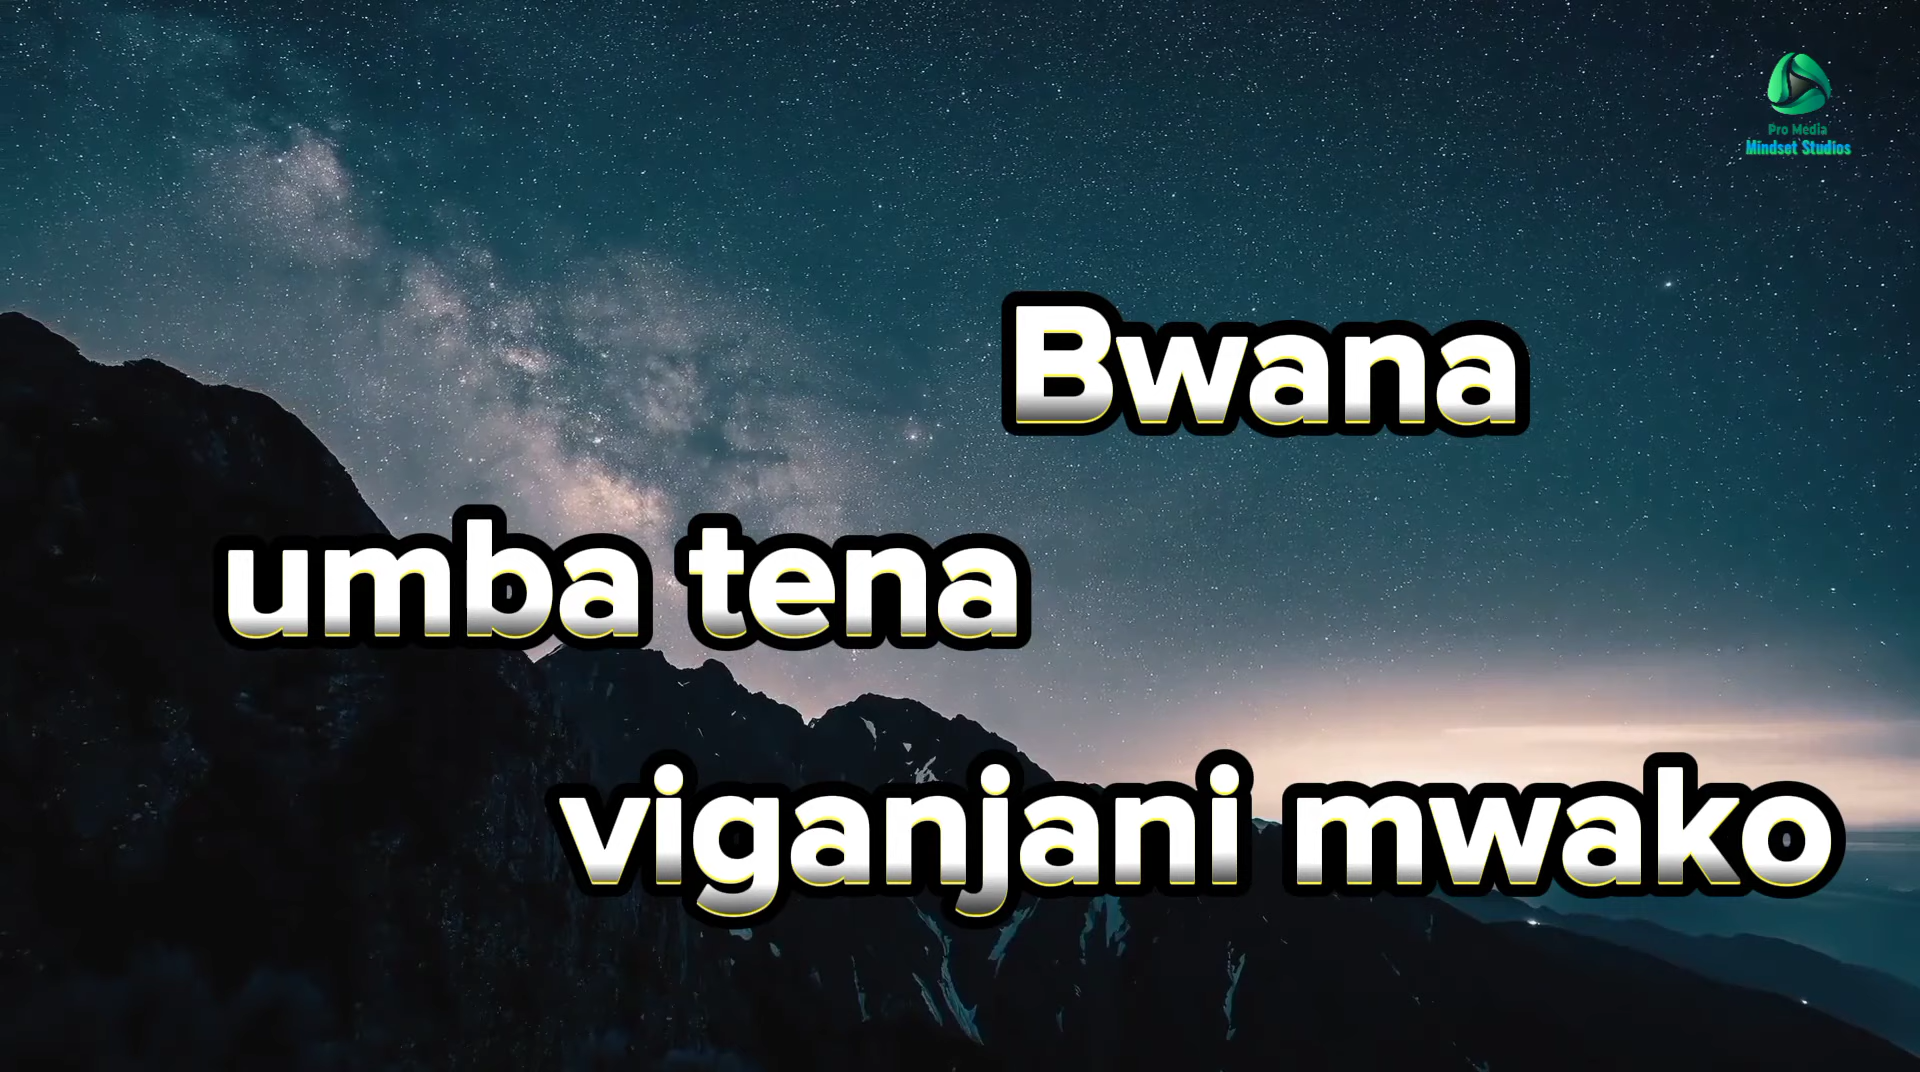 Pro Media
Mindset Studios
Bwana
umba tena
viganjani mwako